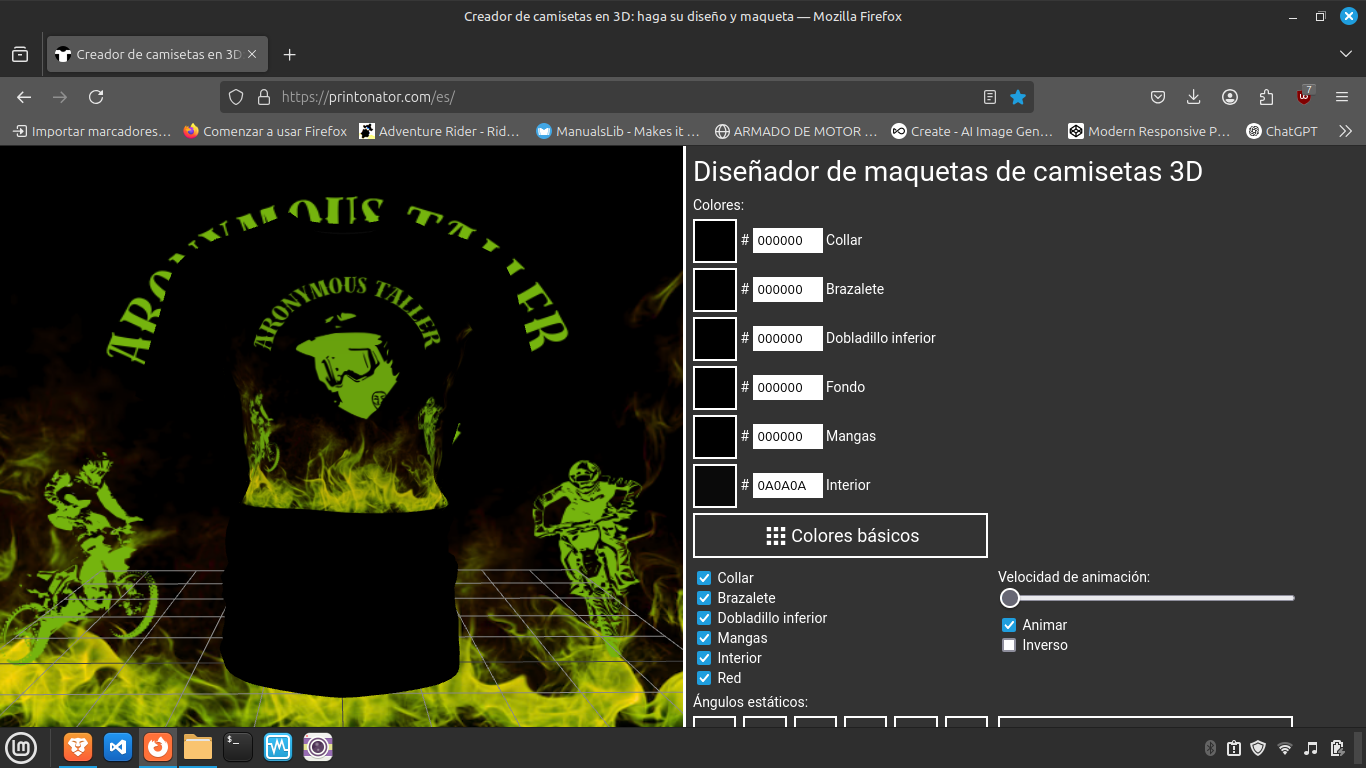 Creador de camisetas en 3D: haga su diseño y maqueta — Mozilla Firefox
Creador de camisetas en 3D
https://printonator.com/es/
7
Importar marcadores…
Comenzar a usar Firefox
Adventure Rider - Rid…
ManualsLib - Makes it …
ARMADO DE MOTOR …
Create - AI Image Gen…
Modern Responsive P…
ChatGPT
ARONYMOUS TALLER
ARONYMOUS TALLER
Diseñador de maquetas de camisetas 3D
Colores:
# 000000 Collar
# 000000 Brazalete
# 000000 Dobladillo inferior
# 000000 Fondo
# 000000 Mangas
# 0A0A0A Interior
Colores básicos
Collar
Brazalete
Dobladillo inferior
Mangas
Interior
Red
Velocidad de animación:
Animar
Inverso
Ángulos estáticos: